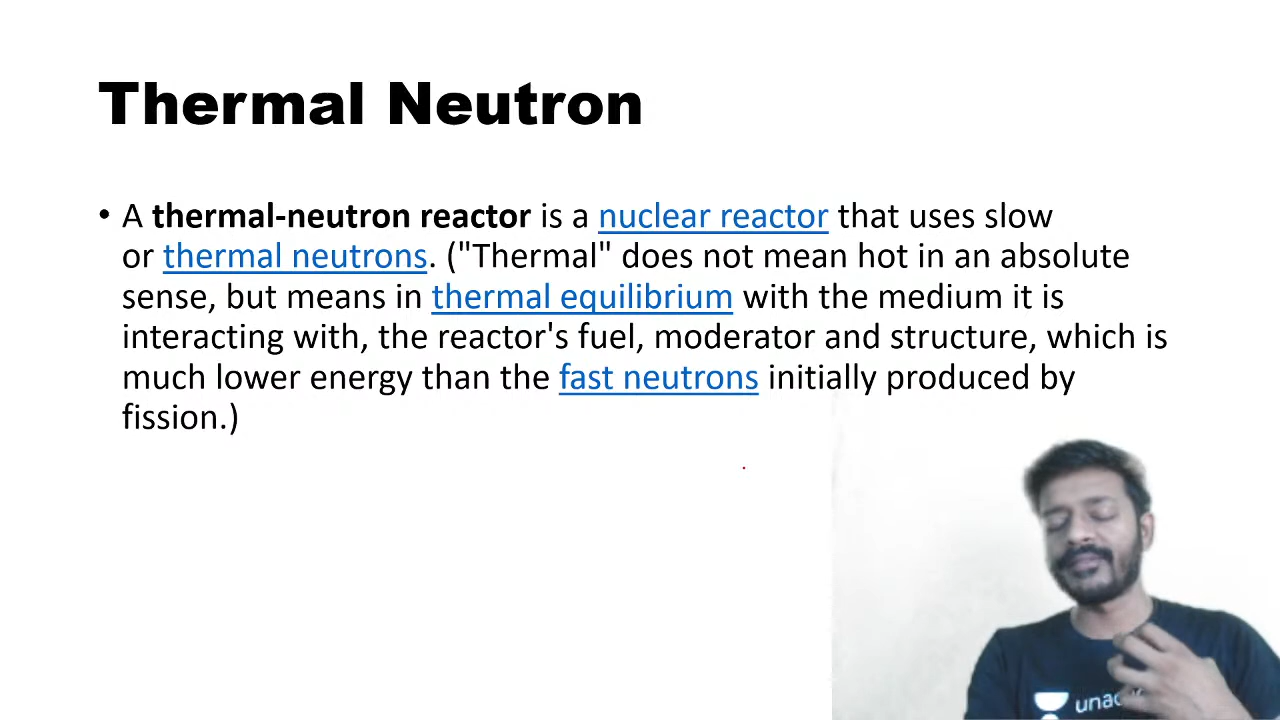 Thermal Neutron
• A thermal-neutron reactor is a nuclear reactor that uses slow
or thermal neutrons. ("Thermal" does not mean hot in an absolute
sense, but means in thermal equilibrium with the medium it is
interacting with, the reactor's fuel, moderator and structure, which is
much lower energy than the fast neutrons initially produced by
fission.)